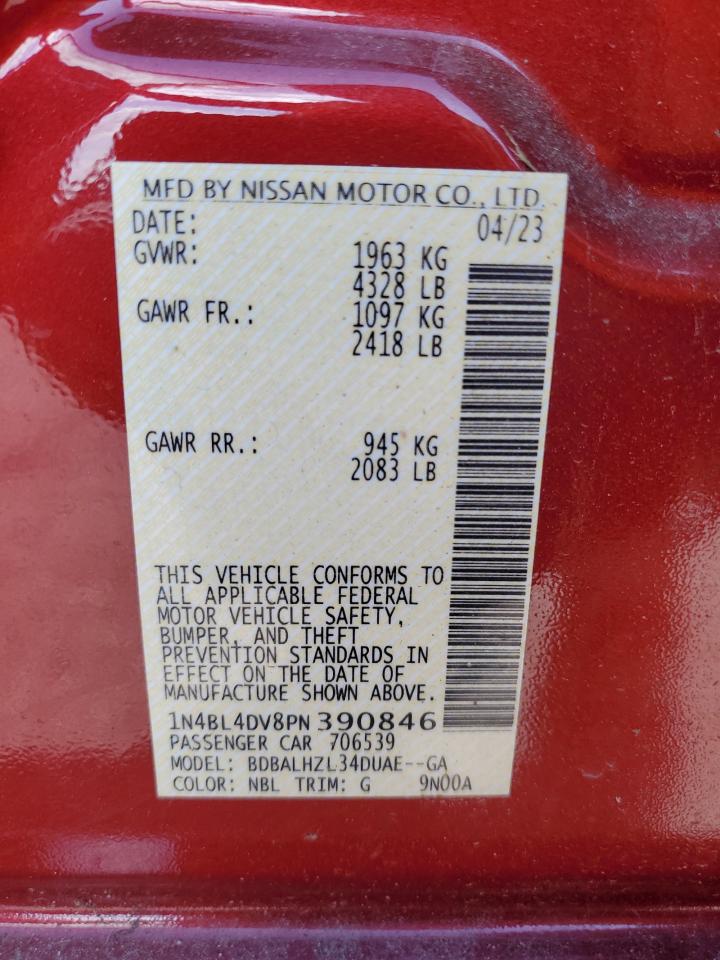 MFD BY NISSAN MOTOR CO., LTD.
DATE: 04/23
GVWR: 1963 KG
4328 LB
GAWR FR.: 1097 KG
2418 LB
GAWR RR.: 945 KG
2083 LB
THIS VEHICLE CONFORMS TO
ALL APPLICABLE FEDERAL
MOTOR VEHICLE SAFETY,
BUMPER, AND THEFT
PREVENTION STANDARDS IN
EFFECT ON THE DATE OF
MANUFACTURE SHOWN ABOVE.
1N4BL4DV8PN390846
PASSENGER CAR 706539
MODEL: BDBALHZL34DUAE--GA
COLOR: NBL TRIM: G 9N00A